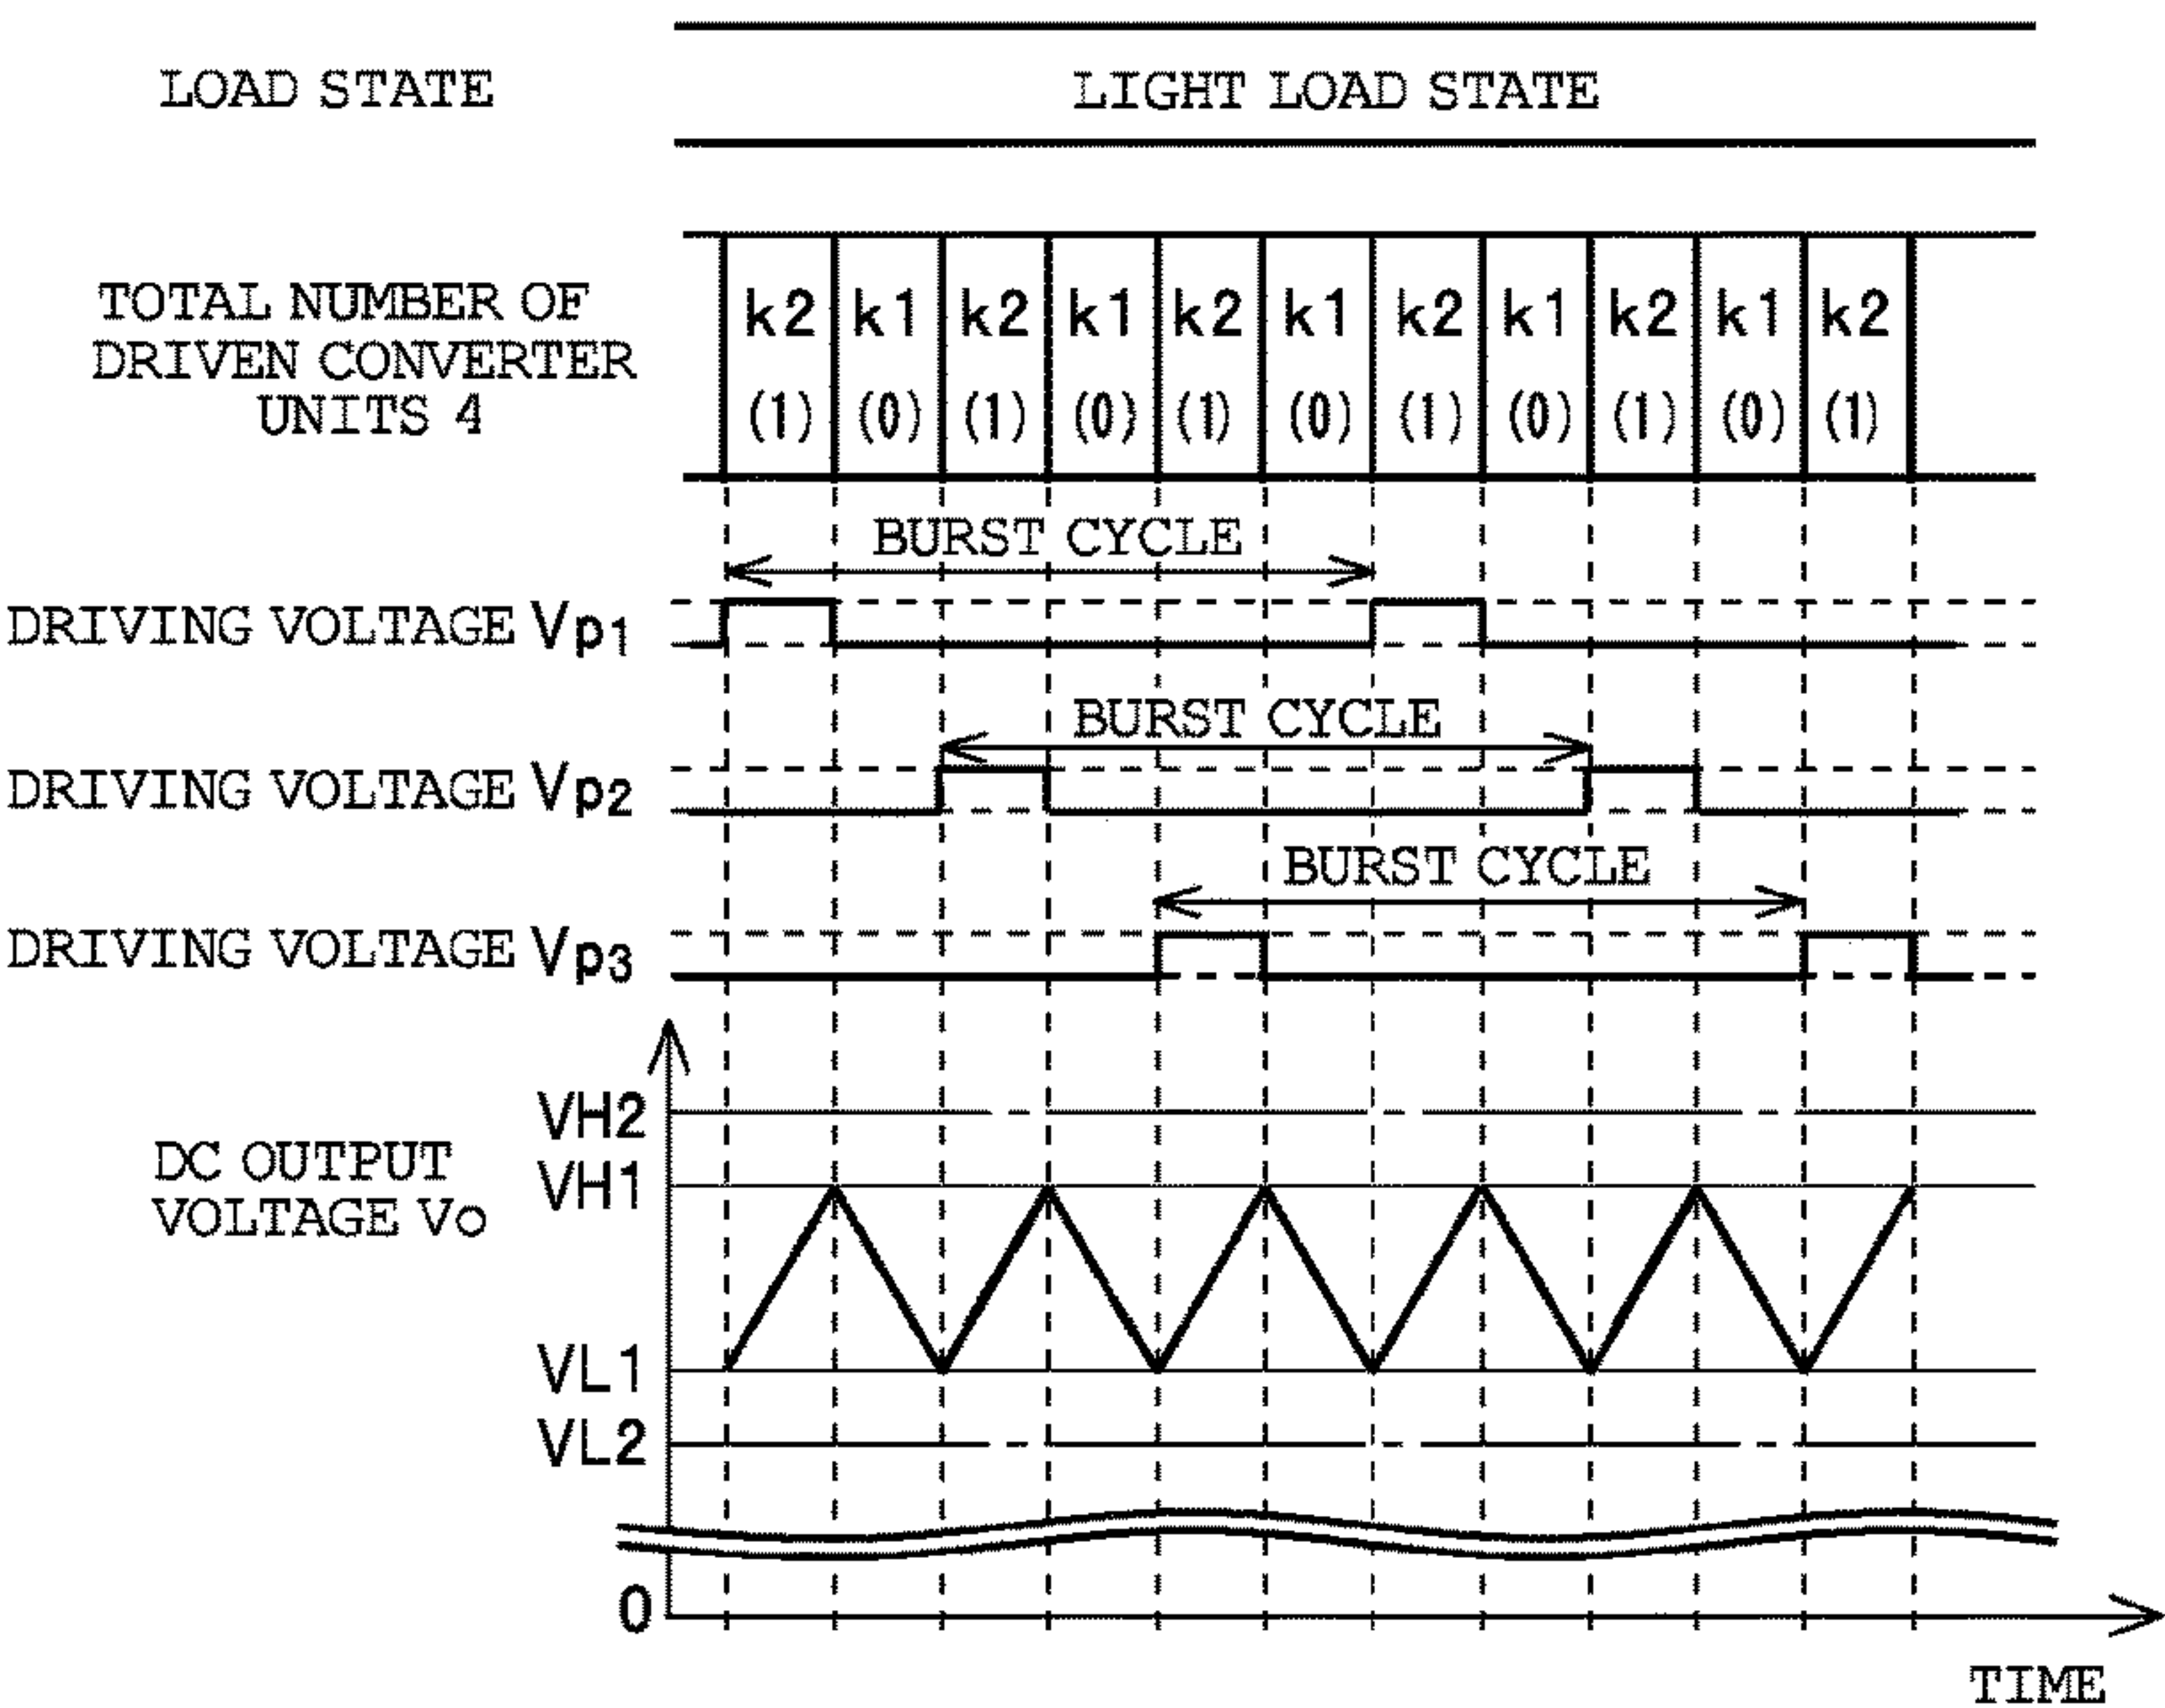 LOAD STATE
LIGHT LOAD STATE
TOTAL NUMBER OF
DRIVEN CONVERTER
UNITS 4
k2 k1 k2 k1 k2 k1 k2 k1 k2 k1 k2
(1) (0) (1) (0) (1) (0) (1) (0) (1) (0) (1)
BURST CYCLE
DRIVING VOLTAGE Vp1
BURST CYCLE
DRIVING VOLTAGE Vp2
BURST CYCLE
DRIVING VOLTAGE Vp3
DC OUTPUT
VOLTAGE Vo
VH2
VH1
VL1
VL2
0
TIME